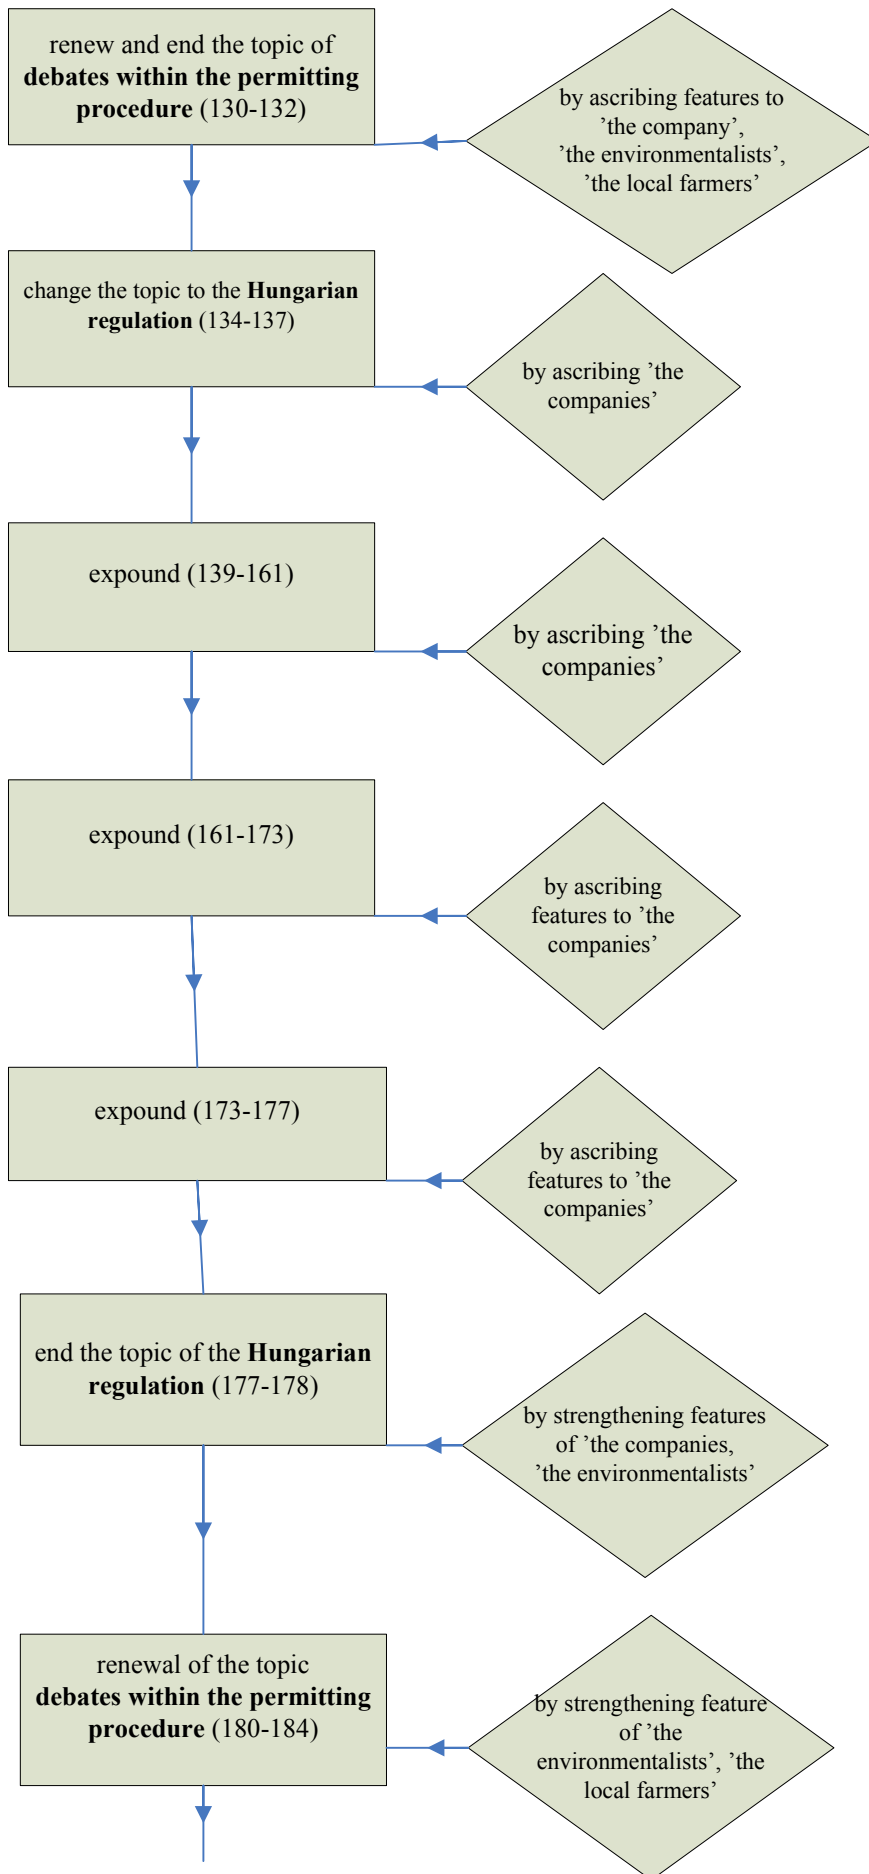 renew and end the topic of
debates within the permitting
procedure (130-132)
by ascribing features to
’the company’,
’the environmentalists’,
’the local farmers’
change the topic to the Hungarian
regulation (134-137)
by ascribing ’the
companies’
expound (139-161)
by ascribing ’the
companies’
expound (161-173)
by ascribing
features to ’the
companies’
expound (173-177)
by ascribing
features to ’the
companies’
end the topic of the Hungarian
regulation (177-178)
by strengthening features
of ’the companies,
’the environmentalists’
renewal of the topic
debates within the permitting
procedure (180-184)
by strengthening feature
of ’the
environmentalists’, ’the
local farmers’